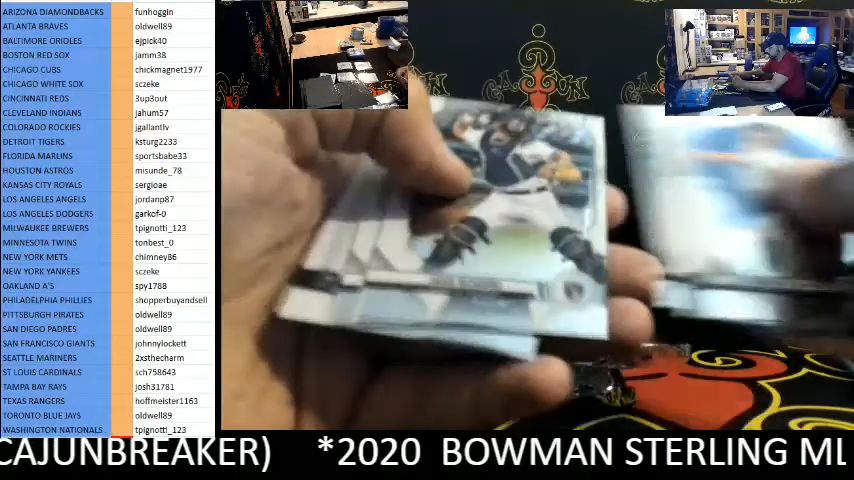 ARIZONA DIAMONDBACKS funhoggin
ATLANTA BRAVES oldwell89
BALTIMORE ORIOLES ejpick40
BOSTON RED SOX jamm38
CHICAGO CUBS chickmagnet1977
CHICAGO WHITE SOX sczeke
CINCINNATI REDS 3up3out
CLEVELAND INDIANS jahum57
COLORADO ROCKIES jgallantlv
DETROIT TIGERS ksturg2233
FLORIDA MARLINS sportsbabe33
HOUSTON ASTROS misunde_78
KANSAS CITY ROYALS sergioae
LOS ANGELES ANGELS jordanp87
LOS ANGELES DODGERS garkof-0
MILWAUKEE BREWERS tpignotti_123
MINNESOTA TWINS tonbest_0
NEW YORK METS chimney86
NEW YORK YANKEES sczeke
OAKLAND A'S spy1788
PHILADELPHIA PHILLIES shopperbuyandsell
PITTSBURGH PIRATES oldwell89
SAN DIEGO PADRES oldwell89
SAN FRANCISCO GIANTS johnnylockett
SEATTLE MARINERS 2xsthecharm
ST LOUIS CARDINALS sch758643
TAMPA BAY RAYS josh31781
TEXAS RANGERS hoffmeister1163
TORONTO BLUE JAYS oldwell89
WASHINGTON NATIONALS tpignotti_123
CAJUNBREAKER) *2020 BOWMAN STERLING ML